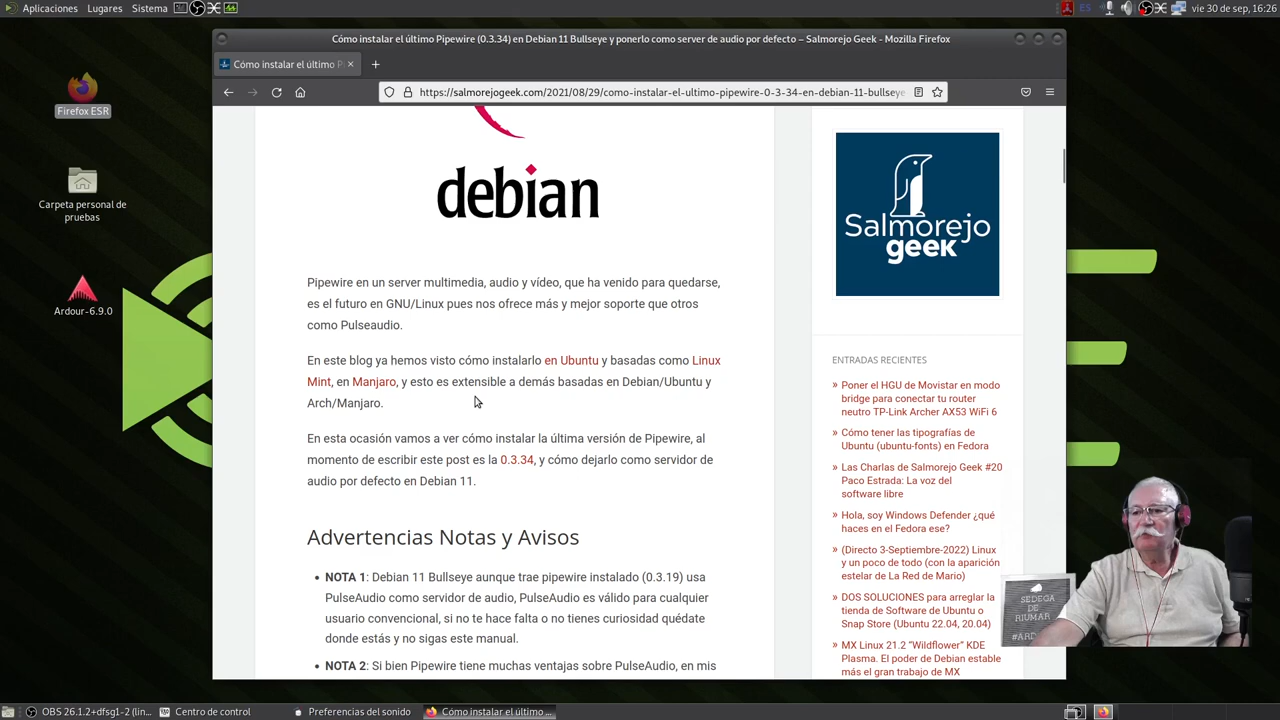 Aplicaciones Lugares Sistema
ES vie 30 de sep, 16:26
Cómo instalar el último Pipewire (0.3.34) en Debian 11 Bullseye y ponerlo como server de audio por defecto – Salmorejo Geek - Mozilla Firefox
Cómo instalar el último P
https://salmorejogeek.com/2021/08/29/como-instalar-el-ultimo-pipewire-0-3-34-en-debian-11-bullseye
Firefox ESR
Carpeta personal de
pruebas
Ardour-6.9.0
debian
Pipewire en un server multimedia, audio y vídeo, que ha venido para quedarse,
es el futuro en GNU/Linux pues nos ofrece más y mejor soporte que otros
como Pulseaudio.
En este blog ya hemos visto cómo instalarlo en Ubuntu y basadas como Linux
Mint, en Manjaro, y esto es extensible a demás basadas en Debian/Ubuntu y
Arch/Manjaro.
En esta ocasión vamos a ver cómo instalar la última versión de Pipewire, al
momento de escribir este post es la 0.3.34, y cómo dejarlo como servidor de
audio por defecto en Debian 11.
Advertencias Notas y Avisos
• NOTA 1: Debian 11 Bullseye aunque trae pipewire instalado (0.3.19) usa
PulseAudio como servidor de audio, PulseAudio es válido para cualquier
usuario convencional, si no te hace falta o no tienes curiosidad quédate
donde estás y no sigas este manual.
• NOTA 2: Si bien Pipewire tiene muchas ventajas sobre PulseAudio, en mis
Salmorejo
geek
ENTRADAS RECIENTES
» Poner el HGU de Movistar en modo
bridge para conectar tu router
neutro TP-Link Archer AX53 WiFi 6
» Cómo tener las tipografías de
Ubuntu (ubuntu-fonts) en Fedora
» Las Charlas de Salmorejo Geek #20
Paco Estrada: La voz del
software libre
» Hola, soy Windows Defender ¿qué
haces en el Fedora ese?
» (Directo 3-Septiembre-2022) Linux
y un poco de todo (con la aparición
estelar de La Red de Mario)
» DOS SOLUCIONES para arreglar la
tienda de Software de Ubuntu o
Snap Store (Ubuntu 22.04, 20.04)
» MX Linux 21.2 “Wildflower” KDE
Plasma. El poder de Debian estable
más el gran trabajo de MX
SEDEGA
DE
RIUMAR
OBS 26.1.2+dfsg1-2 (lin...
Centro de control
Preferencias del sonido
Cómo instalar el último ...